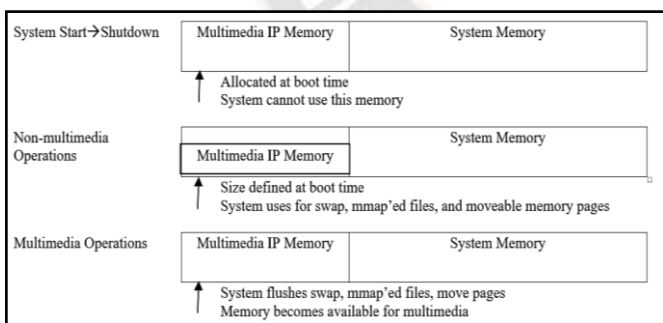 System Start→Shutdown
Multimedia IP Memory
System Memory
Allocated at boot time
System cannot use this memory
Non-multimedia
Operations
System Memory
Multimedia IP Memory
Size defined at boot time
System uses for swap, mmap'ed files, and moveable memory pages
Multimedia Operations
Multimedia IP Memory
System Memory
System flushes swap, mmap'ed files, move pages
Memory becomes available for multimedia